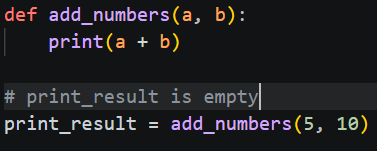 def add_numbers(a, b):
    print(a + b)

# print_result is empty
print_result = add_numbers(5, 10)